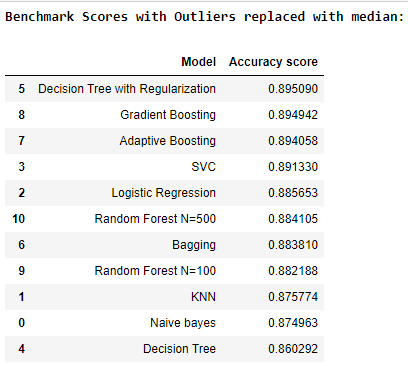 Benchmark Scores with Outliers replaced with median:
Model Accuracy score
5 Decision Tree with Regularization 0.895090
8 Gradient Boosting 0.894942
7 Adaptive Boosting 0.894058
3 SVC 0.891330
2 Logistic Regression 0.885653
10 Random Forest N=500 0.884105
6 Bagging 0.883810
9 Random Forest N=100 0.882188
1 KNN 0.875774
0 Naive bayes 0.874963
4 Decision Tree 0.860292